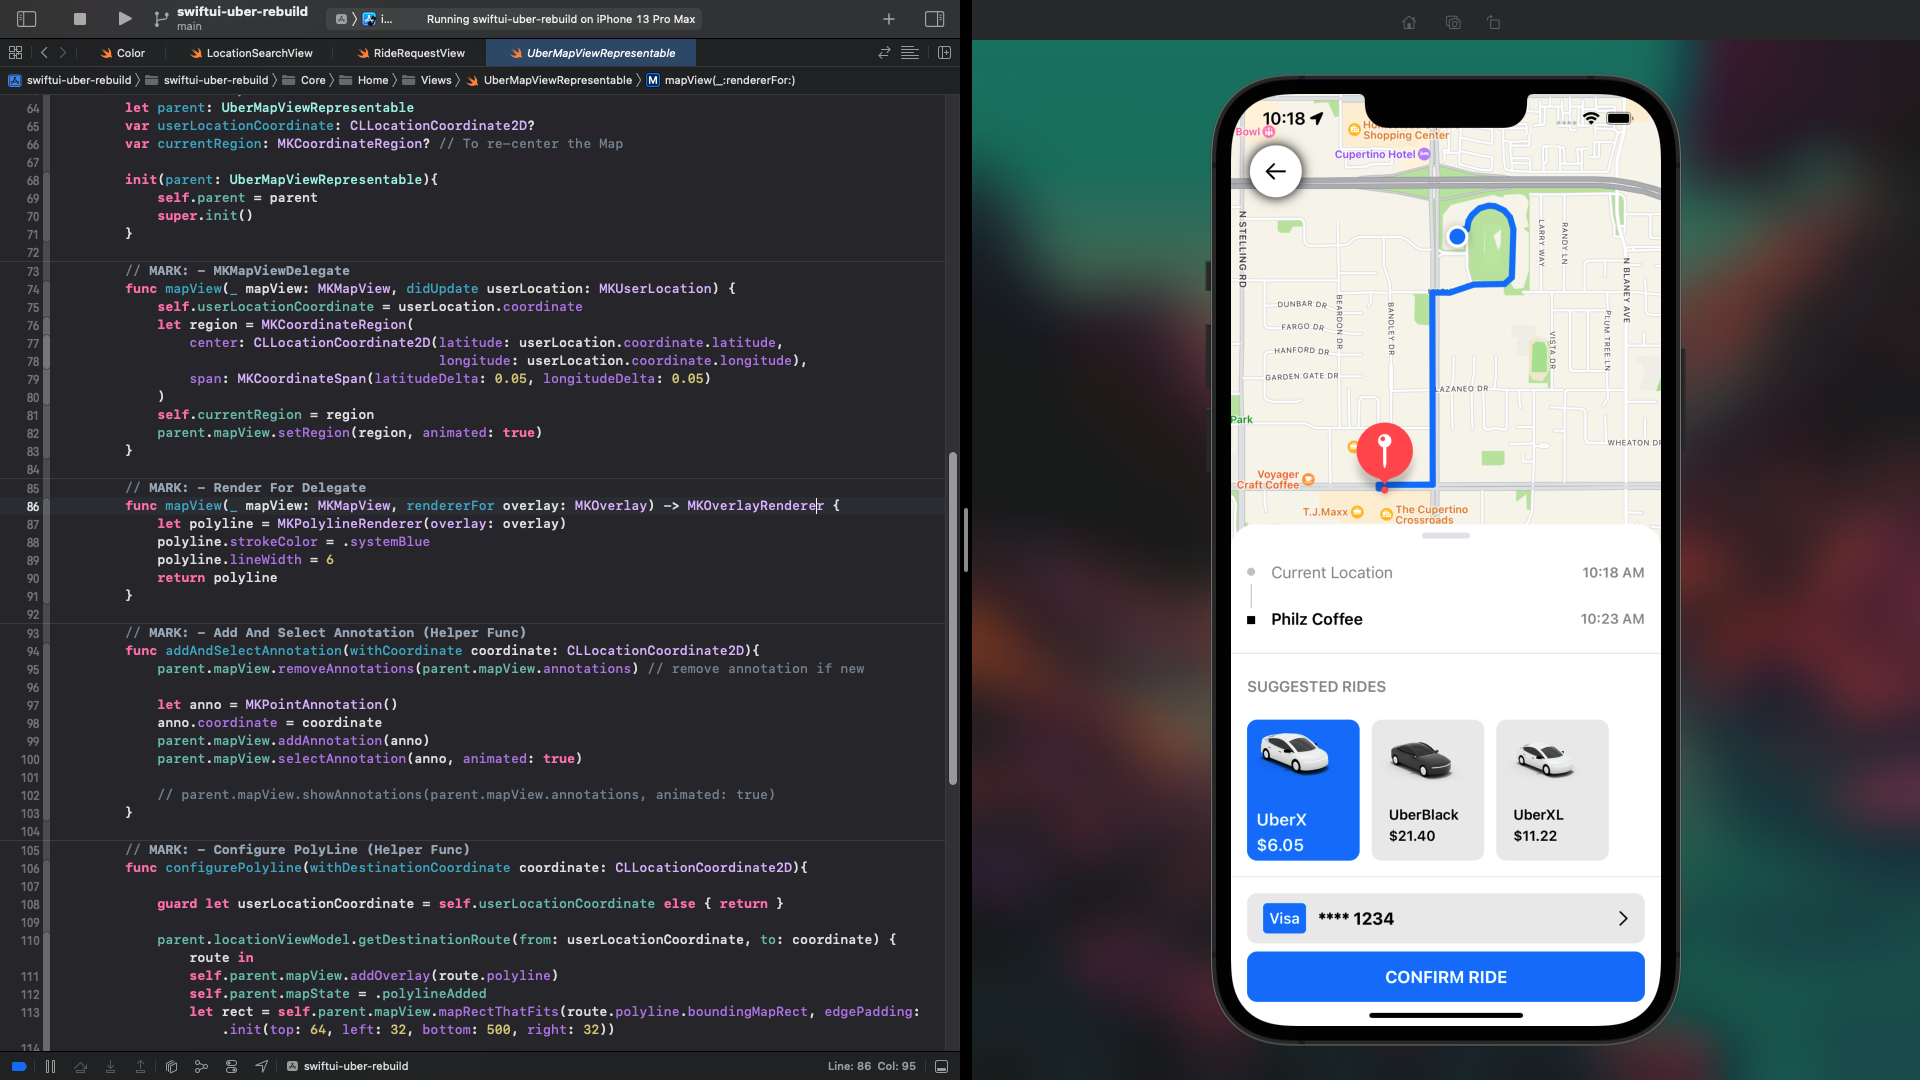 swiftui-uber-rebuild
main
i...
Running swiftui-uber-rebuild on iPhone 13 Pro Max
Color
LocationSearchView
RideRequestView
UberMapViewRepresentable
swiftui-uber-rebuild
swiftui-uber-rebuild
Core
Home
Views
UberMapViewRepresentable
M mapView(_:rendererFor:)
64 let parent: UberMapViewRepresentable
65 var userLocationCoordinate: CLLocationCoordinate2D?
66 var currentRegion: MKCoordinateRegion? // To re-center the Map
67
68 init(parent: UberMapViewRepresentable){
69 self.parent = parent
70 super.init()
71 }
72
73 // MARK: - MKMapViewDelegate
74 func mapView(_ mapView: MKMapView, didUpdate userLocation: MKUserLocation) {
75 self.userLocationCoordinate = userLocation.coordinate
76 let region = MKCoordinateRegion(
77 center: CLLocationCoordinate2D(latitude: userLocation.coordinate.latitude,
78 longitude: userLocation.coordinate.longitude),
79 span: MKCoordinateSpan(latitudeDelta: 0.05, longitudeDelta: 0.05)
80 )
81 self.currentRegion = region
82 parent.mapView.setRegion(region, animated: true)
83 }
84
85 // MARK: - Render For Delegate
86 func mapView(_ mapView: MKMapView, rendererFor overlay: MKOverlay) -> MKOverlayRenderer {
87 let polyline = MKPolylineRenderer(overlay: overlay)
88 polyline.strokeColor = .systemBlue
89 polyline.lineWidth = 6
90 return polyline
91 }
92
93 // MARK: - Add And Select Annotation (Helper Func)
94 func addAndSelectAnnotation(withCoordinate coordinate: CLLocationCoordinate2D){
95 parent.mapView.removeAnnotations(parent.mapView.annotations) // remove annotation if new
96
97 let anno = MKPointAnnotation()
98 anno.coordinate = coordinate
99 parent.mapView.addAnnotation(anno)
100 parent.mapView.selectAnnotation(anno, animated: true)
101
102 // parent.mapView.showAnnotations(parent.mapView.annotations, animated: true)
103 }
104
105 // MARK: - Configure PolyLine (Helper Func)
106 func configurePolyline(withDestinationCoordinate coordinate: CLLocationCoordinate2D){
107
108 guard let userLocationCoordinate = self.userLocationCoordinate else { return }
109
110 parent.locationViewModel.getDestinationRoute(from: userLocationCoordinate, to: coordinate) {
route in
111 self.parent.mapView.addOverlay(route.polyline)
112 self.parent.mapState = .polylineAdded
113 let rect = self.parent.mapView.mapRectThatFits(route.polyline.boundingMapRect, edgePadding:
.init(top: 64, left: 32, bottom: 500, right: 32))
114
swiftui-uber-rebuild
Line: 86 Col: 95
10:18
Bowl
Shopping Center
Cupertino Hotel
N STELLING RD
LARRY WAY
RANDY LN
N BLANEY AVE
DUNBAR DR
BEARDON DR
BANDLEY DR
FARGO DR
PLUM TREE LN
VISTA DR
HANFORD DR
GARDEN GATE DR
LAZANEO DR
Park
WHEATON DR
Voyager
Craft Coffee
T.J.Maxx
The Cupertino
Crossroads
Current Location
10:18 AM
Philz Coffee
10:23 AM
SUGGESTED RIDES
UberX
$6.05
UberBlack
$21.40
UberXL
$11.22
Visa
**** 1234
CONFIRM RIDE